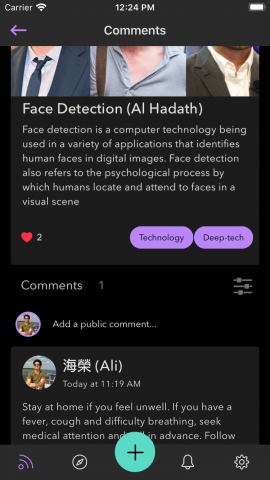 Carrier 12:24 PM
Comments
Face Detection (Al Hadath)
Face detection is a computer technology being
used in a variety of applications that identifies
human faces in digital images. Face detection
also refers to the psychological process by
which humans locate and attend to faces in a
visual scene
2 Technology Deep-tech
Comments 1
Add a public comment...
海榮 (Ali)
Today at 11:19 AM
Stay at home if you feel unwell. If you have a
fever, cough and difficulty breathing, seek
medical attention and call in advance. Follow